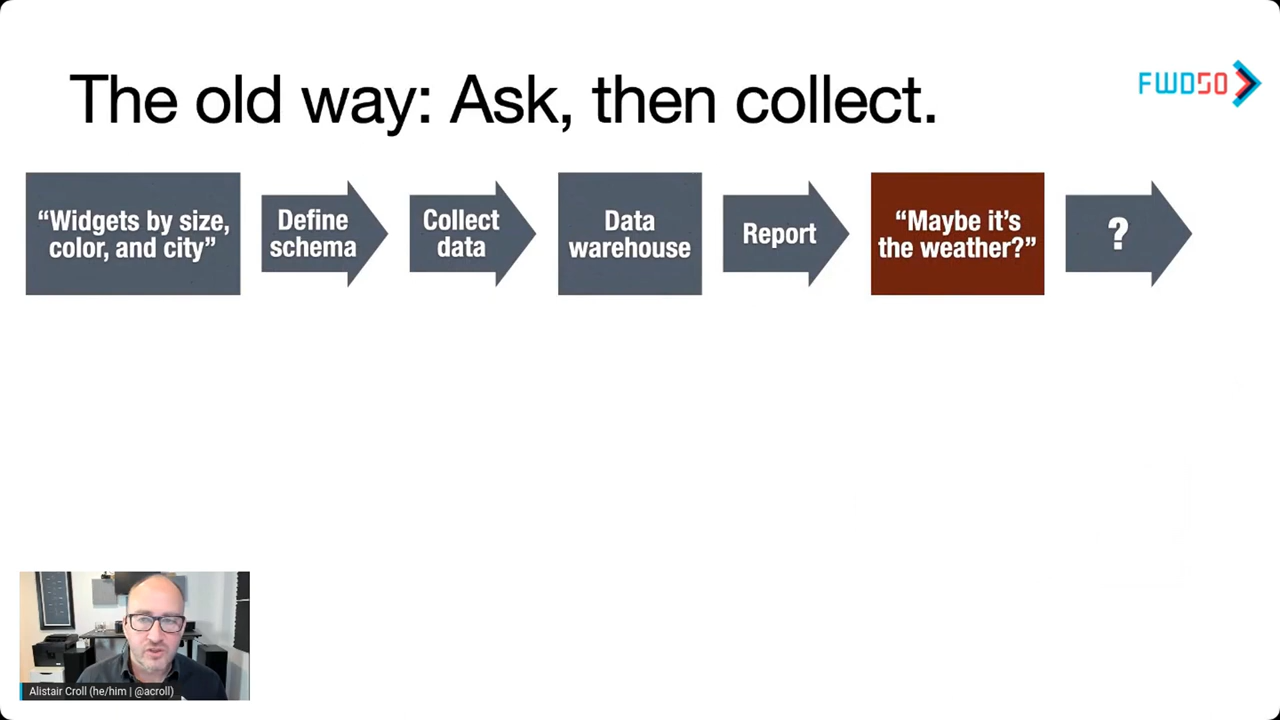 The old way: Ask, then collect.
FWD50
“Widgets by size,
color, and city”
Define
schema
Collect
data
Data
warehouse
Report
“Maybe it’s
the weather?”
?
Alistair Croll (he/him | @acroll)